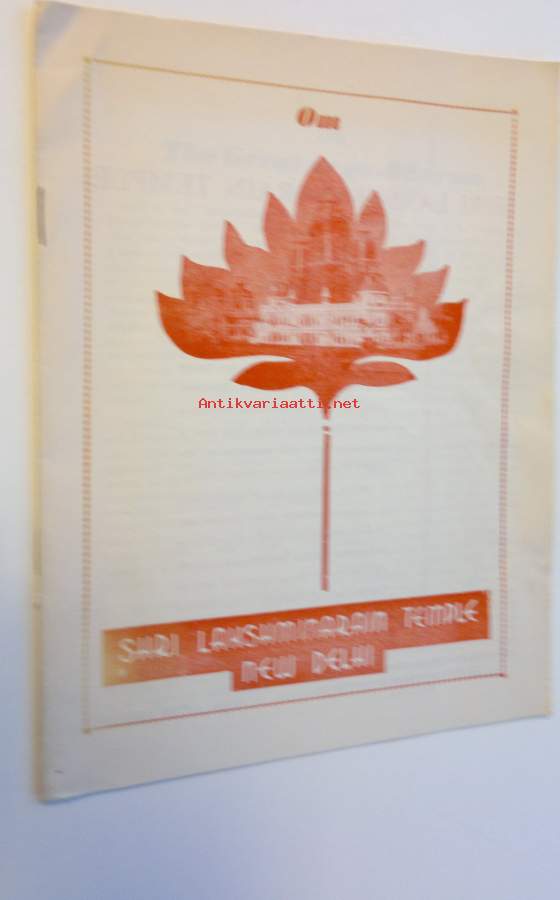 Om
Antikvariaatti.net
SHRI LAKSHMINARAIN TEMPLE
NEW DELHI